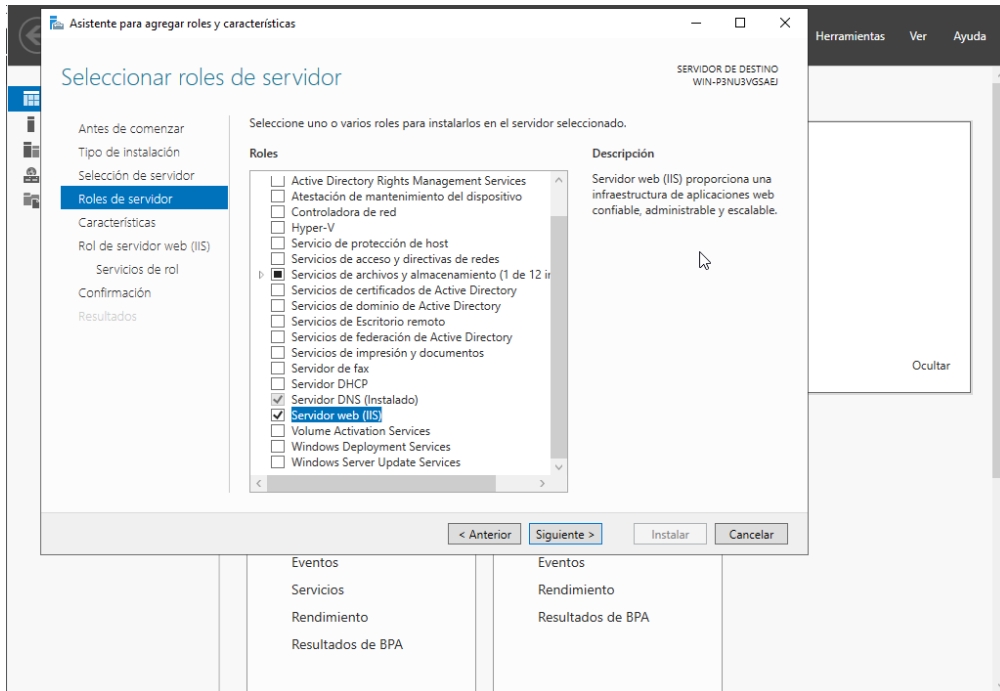 Asistente para agregar roles y características
Herramientas Ver Ayuda
Seleccionar roles de servidor
SERVIDOR DE DESTINO
WIN-P3NU3VGSAEJ
Antes de comenzar
Tipo de instalación
Selección de servidor
Roles de servidor
Características
Rol de servidor web (IIS)
Servicios de rol
Confirmación
Resultados
Seleccione uno o varios roles para instalarlos en el servidor seleccionado.
Roles
Active Directory Rights Management Services
Atestación de mantenimiento del dispositivo
Controladora de red
Hyper-V
Servicio de protección de host
Servicios de acceso y directivas de redes
Servicios de archivos y almacenamiento (1 de 12 in
Servicios de certificados de Active Directory
Servicios de dominio de Active Directory
Servicios de Escritorio remoto
Servicios de federación de Active Directory
Servicios de impresión y documentos
Servidor de fax
Servidor DHCP
Servidor DNS (Instalado)
Servidor web (IIS)
Volume Activation Services
Windows Deployment Services
Windows Server Update Services
Descripción
Servidor web (IIS) proporciona una
infraestructura de aplicaciones web
confiable, administrable y escalable.
Ocultar
< Anterior Siguiente > Instalar Cancelar
Eventos
Servicios
Rendimiento
Resultados de BPA
Eventos
Rendimiento
Resultados de BPA